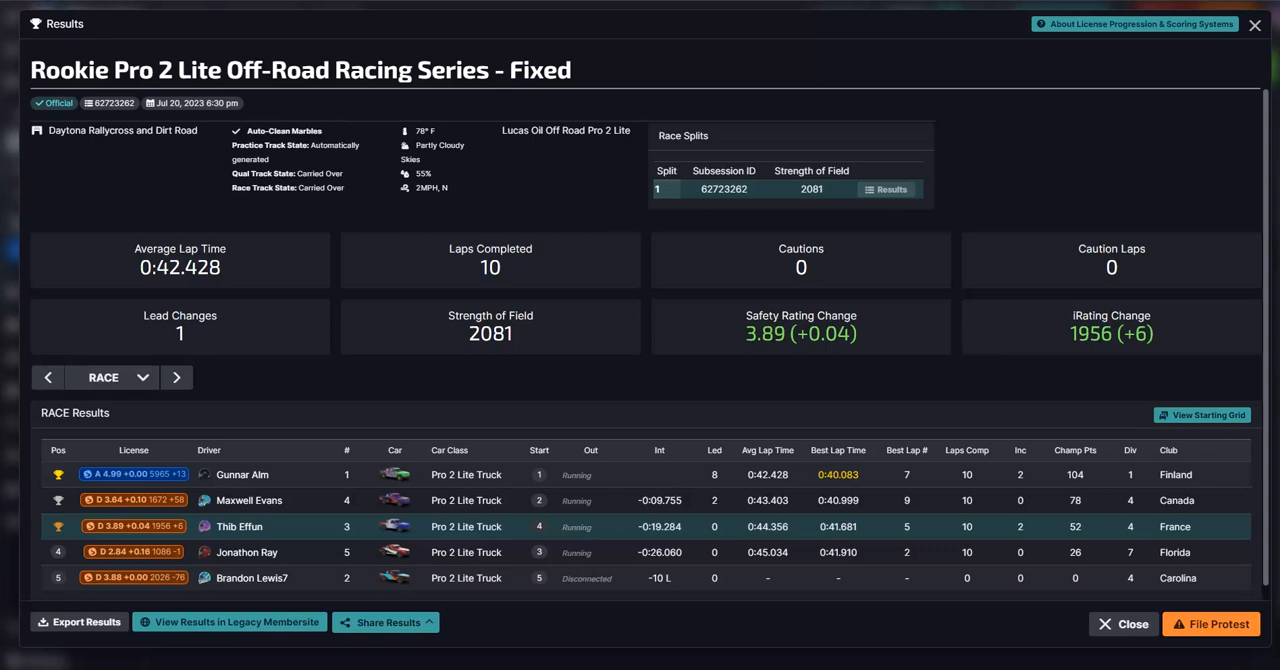 Results
About License Progression & Scoring Systems
Rookie Pro 2 Lite Off-Road Racing Series - Fixed
Official 62723262 Jul 20, 2023 6:30 pm
Daytona Rallycross and Dirt Road
Auto-Clean Marbles
Practice Track State: Automatically
generated
Qual Track State: Carried Over
Race Track State: Carried Over
78° F
Partly Cloudy
Skies
55%
2MPH, N
Lucas Oil Off Road Pro 2 Lite
Race Splits
Split Subsession ID Strength of Field
1 62723262 2081 Results
Average Lap Time
0:42.428
Laps Completed
10
Cautions
0
Caution Laps
0
Lead Changes
1
Strength of Field
2081
Safety Rating Change
3.89 (+0.04)
iRating Change
1956 (+6)
RACE
RACE Results
View Starting Grid
Pos License Driver # Car Car Class Start Out Int Led Avg Lap Time Best Lap Time Best Lap # Laps Comp Inc Champ Pts Div Club
A 4.99 +0.00 5965 +13 Gunnar Alm 1 Pro 2 Lite Truck 1 Running 8 0:42.428 0:40.083 7 10 2 104 1 Finland
D 3.64 +0.10 1672 +58 Maxwell Evans 4 Pro 2 Lite Truck 2 Running -0:09.755 2 0:43.403 0:40.999 9 10 0 78 4 Canada
D 3.89 +0.04 1956 +6 Thib Effun 3 Pro 2 Lite Truck 4 Running -0:19.284 0 0:44.356 0:41.681 5 10 2 52 4 France
4 D 2.84 +0.16 1086 -1 Jonathon Ray 5 Pro 2 Lite Truck 3 Running -0:26.060 0 0:45.034 0:41.910 2 10 0 26 7 Florida
5 D 3.88 +0.00 2026 -76 Brandon Lewis7 2 Pro 2 Lite Truck 5 Disconnected -10 L 0 - - - 0 0 0 4 Carolina
Export Results View Results in Legacy Membersite Share Results Close File Protest